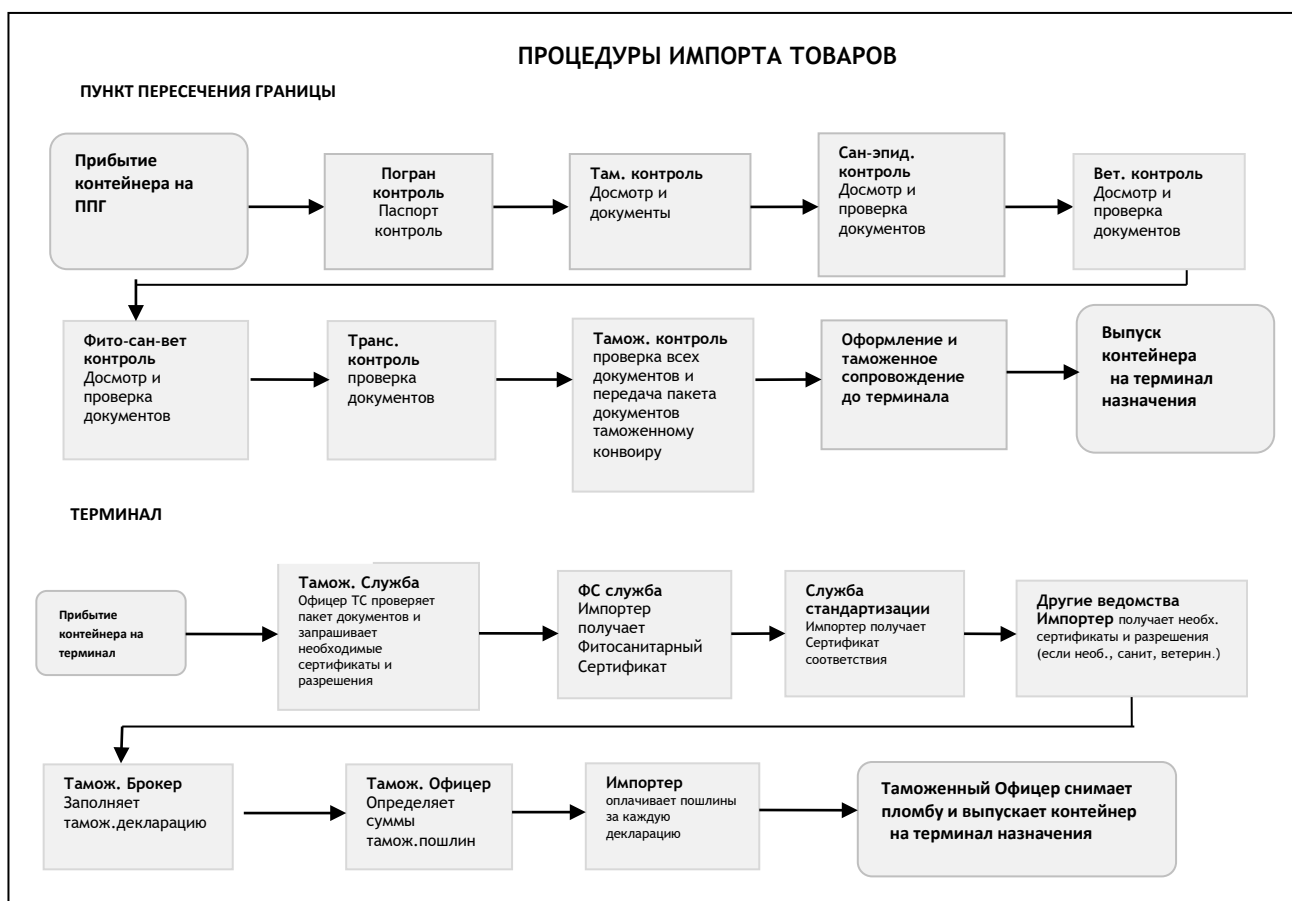 ПРОЦЕДУРЫ ИМПОРТА ТОВАРОВ
ПУНКТ ПЕРЕСЕЧЕНИЯ ГРАНИЦЫ
Прибытие
контейнера на
ППГ
Погран
контроль
Паспорт
контроль
Там. контроль
Досмотр и
документы
Сан-эпид.
контроль
Досмотр и
проверка
документов
Вет. контроль
Досмотр и
проверка
документов
Фито-сан-вет
контроль
Досмотр и
проверка
документов
Транс.
контроль
проверка
документов
Тамож. контроль
проверка всех
документов и
передача пакета
документов
таможенному
конвоиру
Оформление и
таможенное
сопровождение
до терминала
Выпуск
контейнера
на терминал
назначения
ТЕРМИНАЛ
Прибытие
контейнера на
терминал
Тамож. Служба
Офицер ТС проверяет
пакет документов и
запрашивает
необходимые
сертификаты и
разрешения
ФС служба
Импортер
получает
Фитосанитарный
Сертификат
Служба
стандартизации
Импортер получает
Сертификат
соответствия
Другие ведомства
Импортер получает необх.
сертификаты и разрешения
(если необ., санит, ветерин.)
Тамож. Брокер
Заполняет
тамож.декларацию
Тамож. Офицер
Определяет
суммы
тамож.пошлин
Импортер
оплачивает пошлины
за каждую
декларацию
Таможенный Офицер снимает
пломбу и выпускает контейнер
на терминал назначения